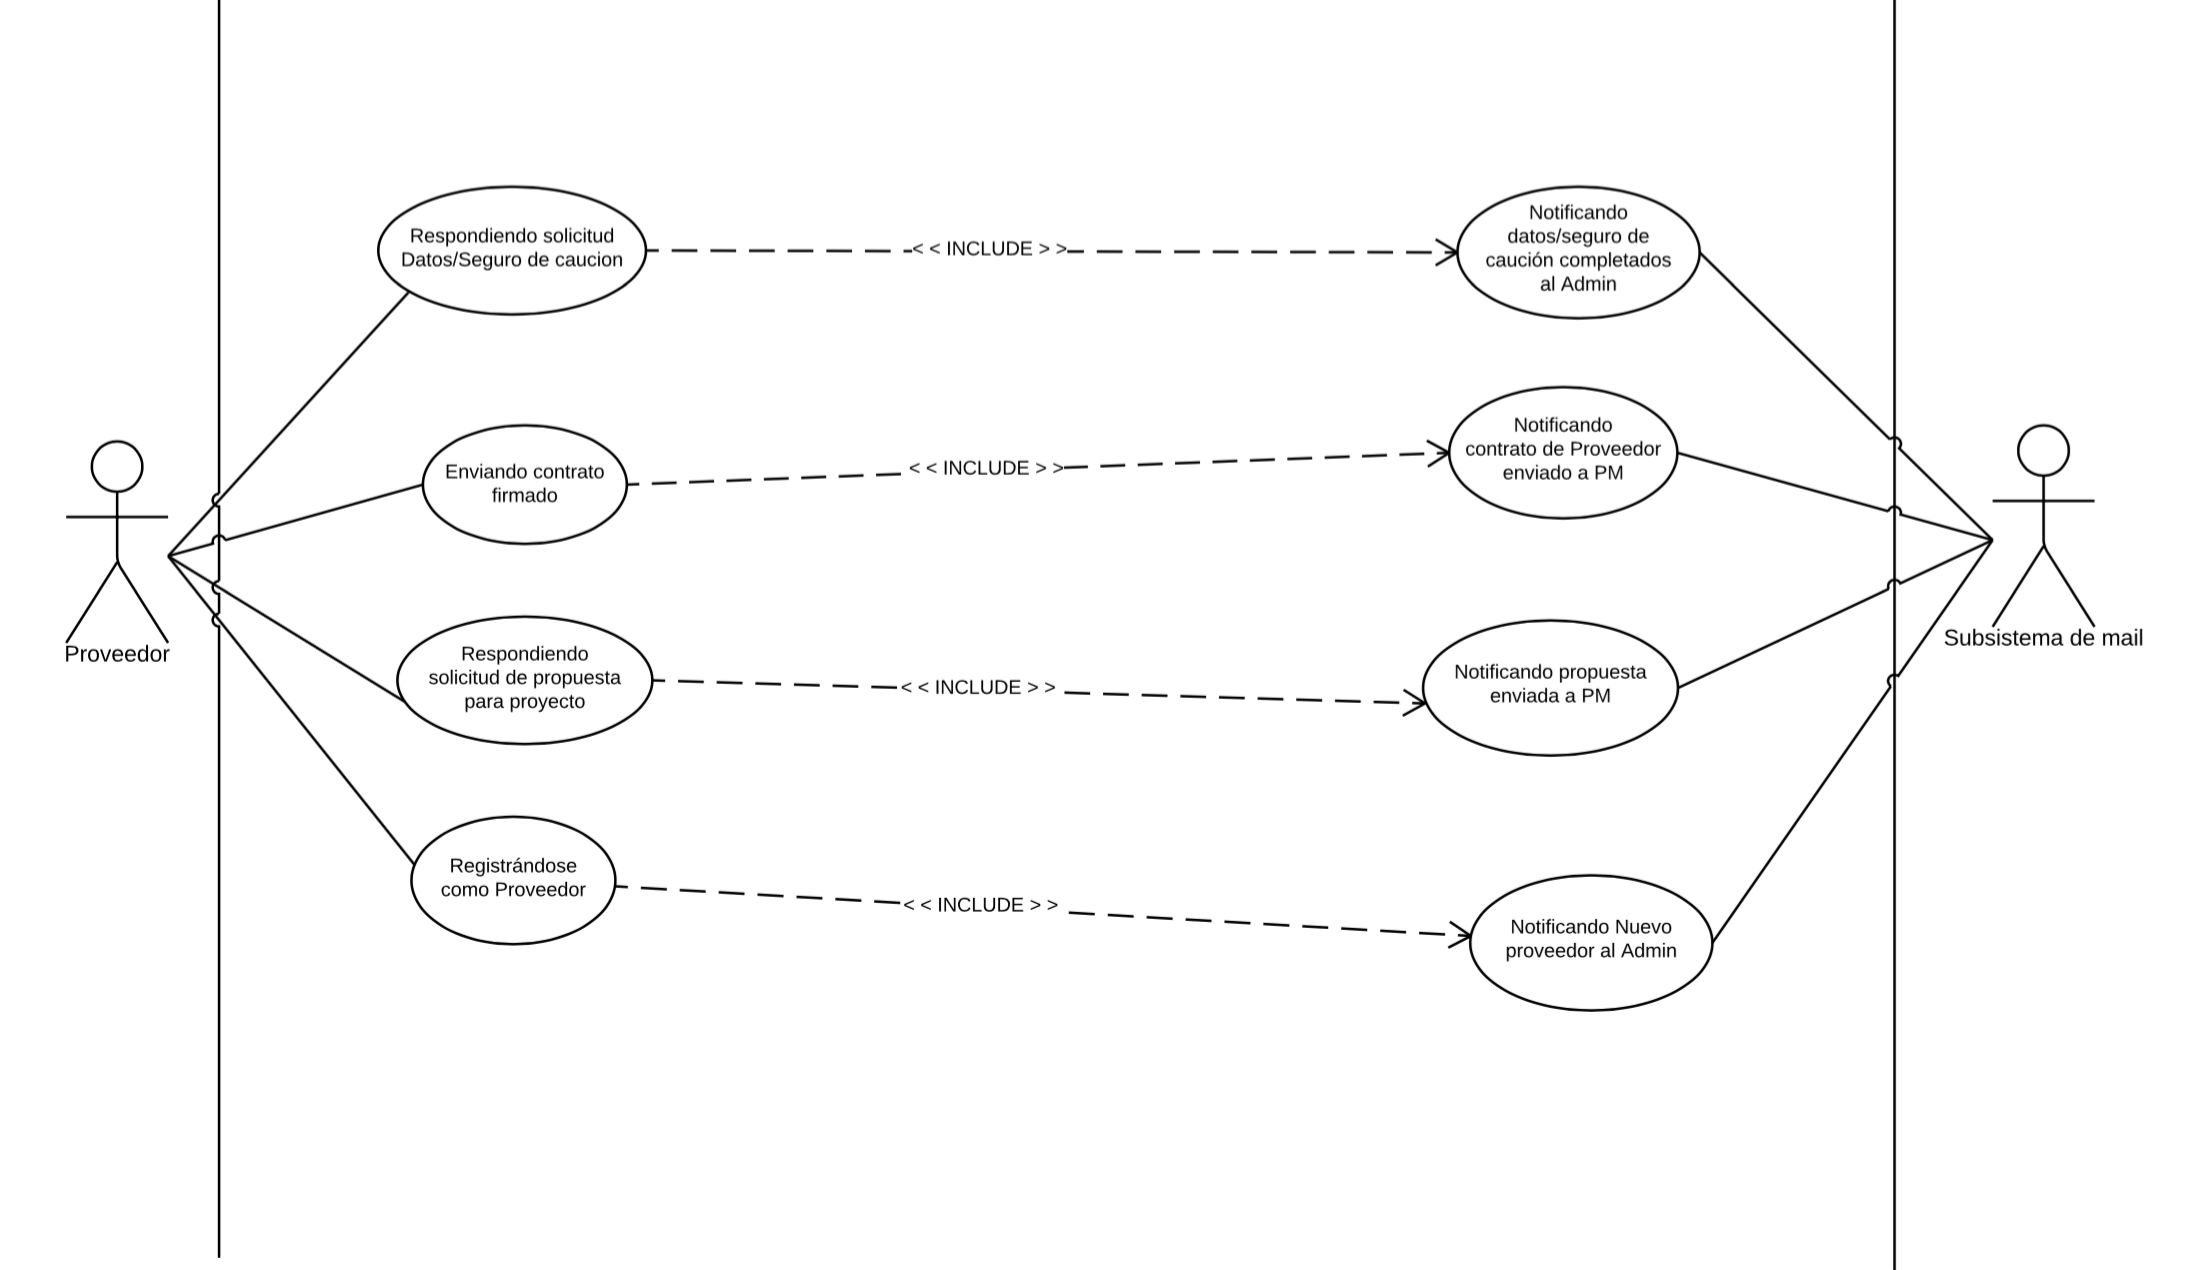 Respondiendo solicitud
Datos/Seguro de caucion
< < INCLUDE > >
Notificando
datos/seguro de
caución completados
al Admin
Enviando contrato
firmado
< < INCLUDE > >
Notificando
contrato de Proveedor
enviado a PM
Proveedor
Subsistema de mail
Respondiendo
solicitud de propuesta
para proyecto
< < INCLUDE > >
Notificando propuesta
enviada a PM
Registrándose
como Proveedor
< < INCLUDE > >
Notificando Nuevo
proveedor al Admin